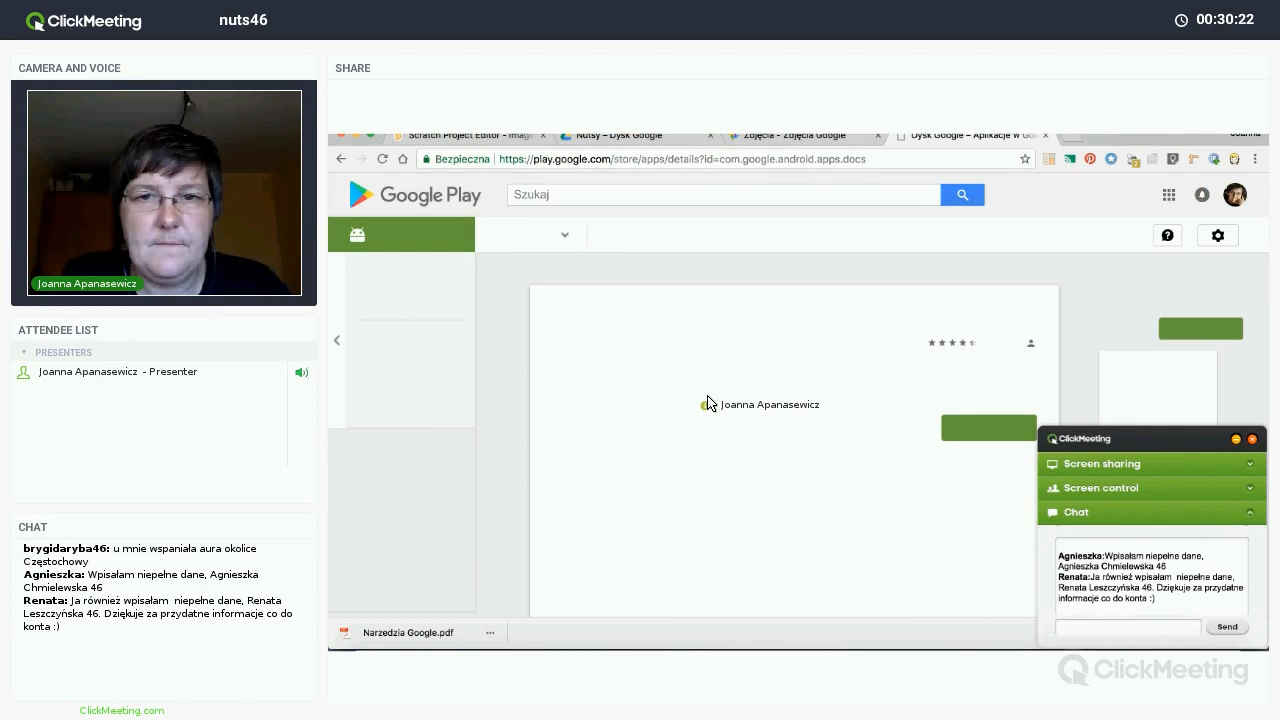 ClickMeeting
nuts46
00:30:22
CAMERA AND VOICE
Joanna Apanasewicz
ATTENDEE LIST
PRESENTERS
Joanna Apanasewicz - Presenter
CHAT
brygidaryba46: u mnie wspaniała aura okolice
Częstochowy
Agnieszka: Wpisałam niepełne dane, Agnieszka
Chmielewska 46
Renata: Ja również wpisałam niepełne dane, Renata
Leszczyńska 46. Dziękuje za przydatne informacje co do
konta :)
ClickMeeting.com
SHARE
Scratch Project Editor - Imagin
Nutsy – Dysk Google
Zdjęcia - Zdjęcia Google
Dysk Google – Aplikacje w Go
Joanna
Bezpieczna
https://play.google.com/store/apps/details?id=com.google.android.apps.docs
Google Play
Szukaj
Joanna Apanasewicz
Narzedzia Google.pdf
ClickMeeting
Screen sharing
Screen control
Chat
Agnieszka:Wpisałam niepełne dane,
Agnieszka Chmielewska 46
Renata:Ja również wpisałam niepełne dane,
Renata Leszczyńska 46. Dziękuje za przydatne
informacje co do konta :)
Send
ClickMeeting